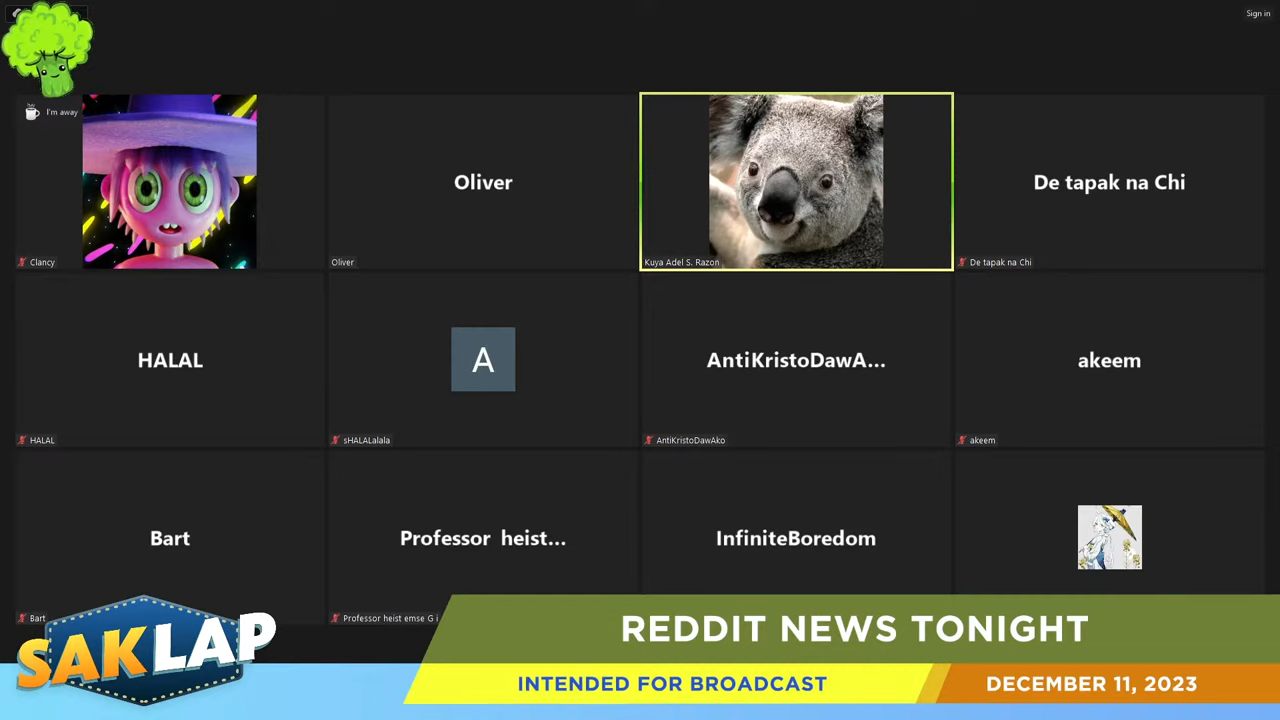 Sign in
I'm away
Clancy
Oliver
Oliver
Kuya Adel S. Razon
De tapak na Chi
De tapak na Chi
HALAL
HALAL
A
sHALALalala
AntiKristoDawA...
AntiKristoDawAko
akeem
akeem
Bart
Bart
Professor heist...
Professor heist emse G i
InfiniteBoredom
SAKLAP
REDDIT NEWS TONIGHT
INTENDED FOR BROADCAST
DECEMBER 11, 2023